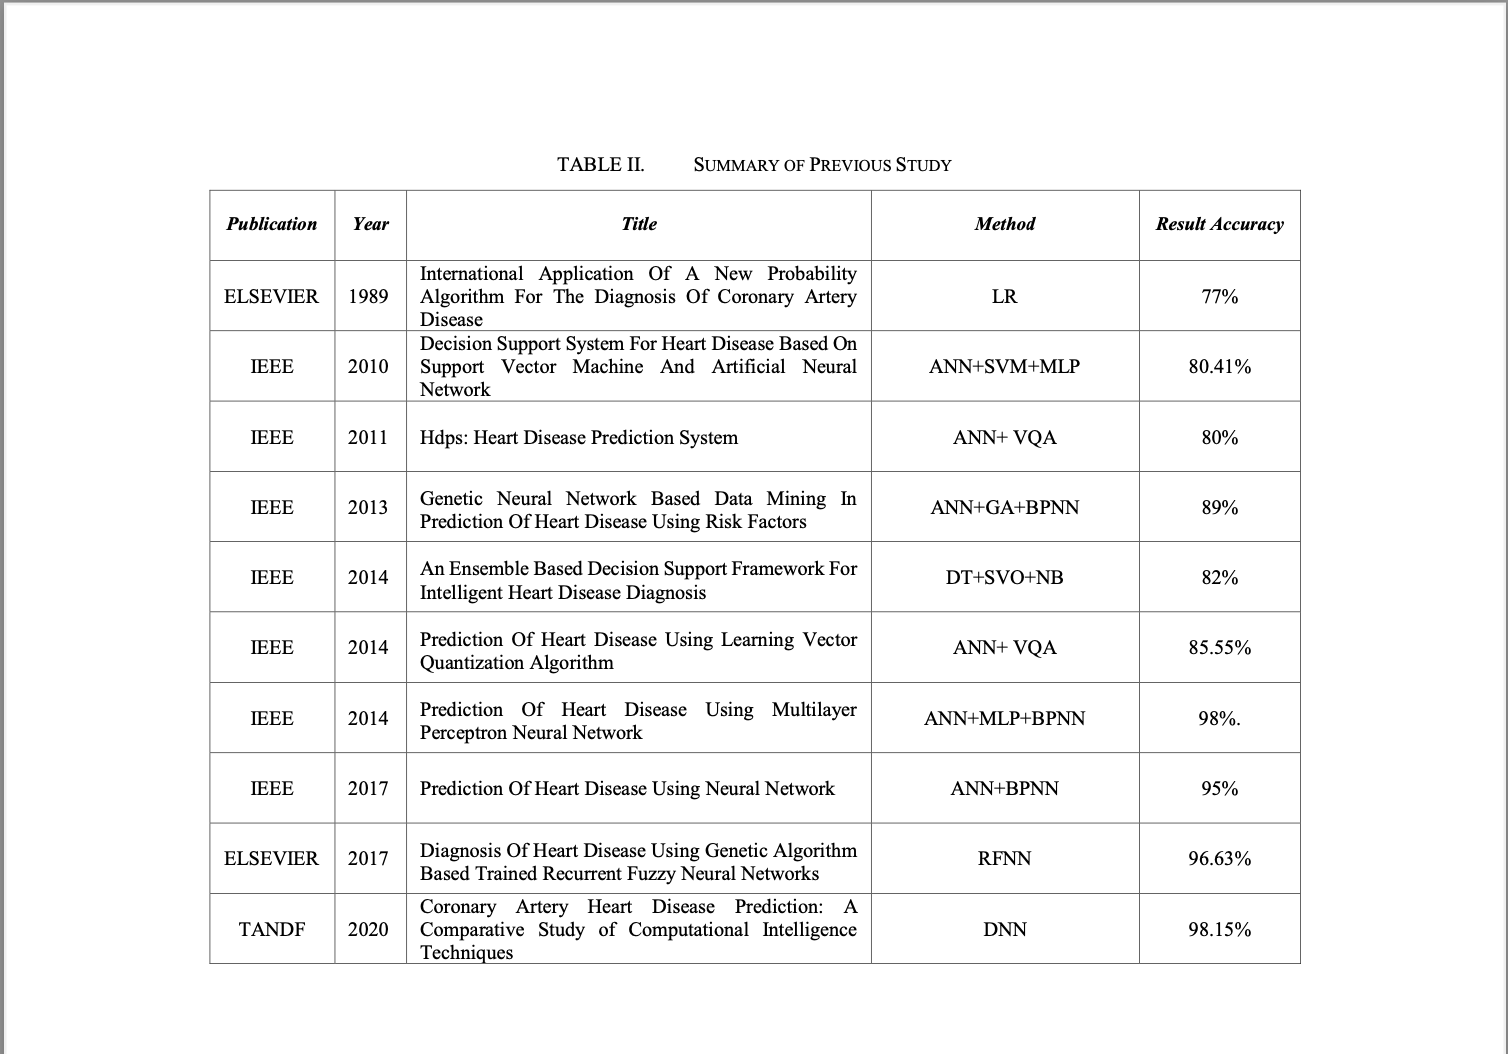 TABLE II. SUMMARY OF PREVIOUS STUDY
Publication Year Title Method Result Accuracy
International Application Of A New Probability
ELSEVIER 1989 Algorithm For The Diagnosis Of Coronary Artery LR 77%
Disease
Decision Support System For Heart Disease Based On
IEEE 2010 Support Vector Machine And Artificial Neural ANN+SVM+MLP 80.41%
Network
IEEE 2011 Hdps: Heart Disease Prediction System ANN+ VQA 80%
Genetic Neural Network Based Data Mining In
IEEE 2013 Prediction Of Heart Disease Using Risk Factors ANN+GA+BPNN 89%
An Ensemble Based Decision Support Framework For
IEEE 2014 Intelligent Heart Disease Diagnosis DT+SVO+NB 82%
Prediction Of Heart Disease Using Learning Vector
IEEE 2014 Quantization Algorithm ANN+ VQA 85.55%
Prediction Of Heart Disease Using Multilayer
IEEE 2014 Perceptron Neural Network ANN+MLP+BPNN 98%.
IEEE 2017 Prediction Of Heart Disease Using Neural Network ANN+BPNN 95%
Diagnosis Of Heart Disease Using Genetic Algorithm
ELSEVIER 2017 Based Trained Recurrent Fuzzy Neural Networks RFNN 96.63%
Coronary Artery Heart Disease Prediction: A
TANDF 2020 Comparative Study of Computational Intelligence DNN 98.15%
Techniques